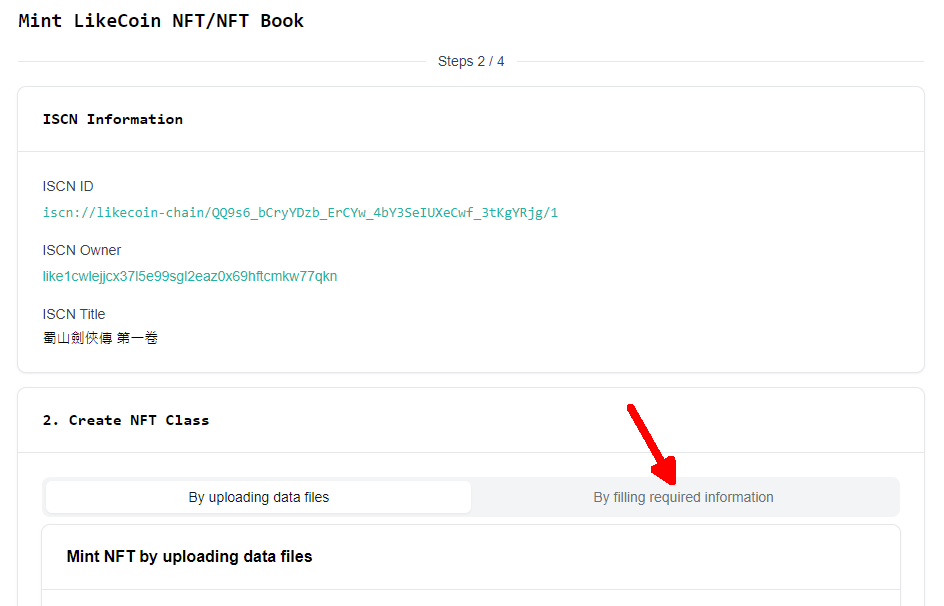 Mint LikeCoin NFT/NFT Book
Steps 2 / 4
ISCN Information
ISCN ID
iscn://likecoin-chain/QQ9s6_bCryYDzb_ErCYw_4bY3SeIUXeCwf_3tKgYRjg/1
ISCN Owner
like1cwlejjcx37l5e99sgl2eaz0x69hftcmkw77qkn
ISCN Title
蜀山劍俠傳 第一卷
2. Create NFT Class
By uploading data files
By filling required information
Mint NFT by uploading data files